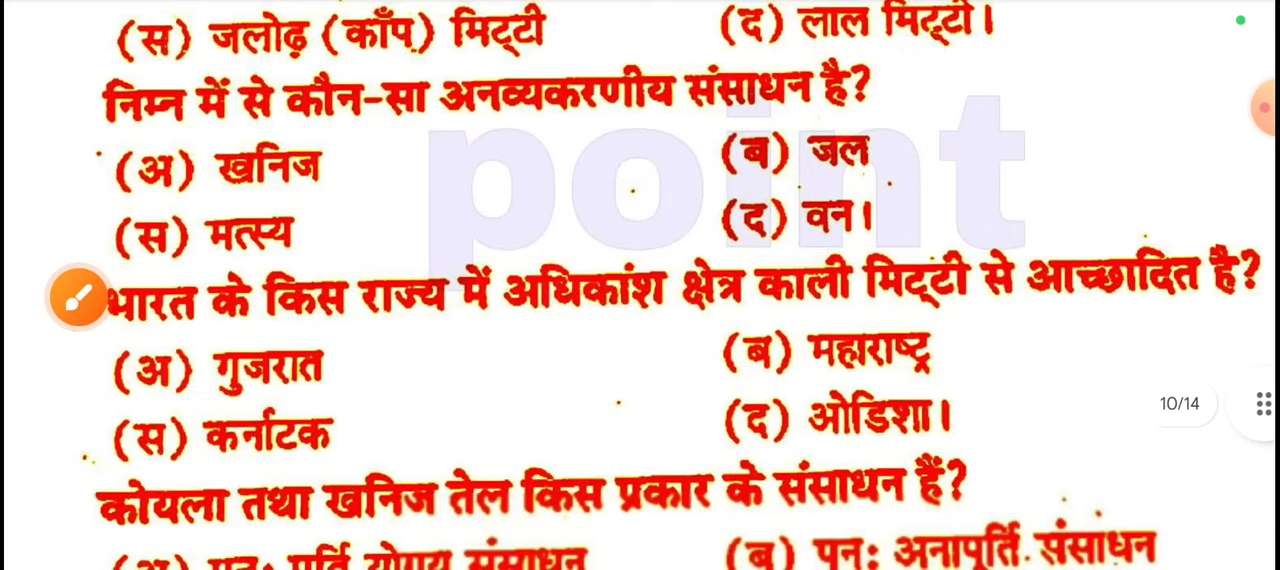 (स) जलोढ़ (काँप) मिट्टी (द) लाल मिट्टी।
निम्न में से कौन-सा अनव्यकरणीय संसाधन है?
(अ) खनिज (ब) जल
(स) मत्स्य (द) वन।
point
भारत के किस राज्य में अधिकांश क्षेत्र काली मिट्टी से आच्छादित है?
(अ) गुजरात (ब) महाराष्ट्र
10/14
(स) कर्नाटक (द) ओडिशा।
कोयला तथा खनिज तेल किस प्रकार के संसाधन हैं?
(अ) पुनः पूर्ति योग्य संसाधन (ब) पुनः अनापूर्ति संसाधन